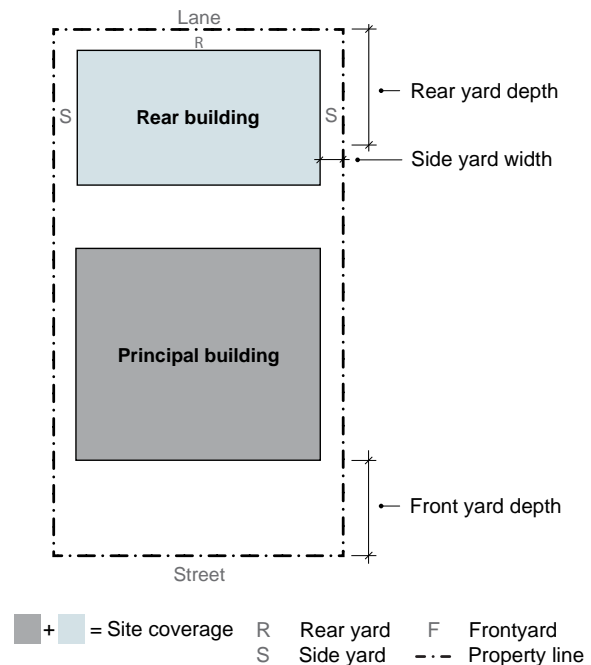 Lane
R
Rear yard depth
S
Rear building
S
Side yard width
Principal building
Front yard depth
Street
+ = Site coverage R Rear yard F Frontyard
S Side yard Property line